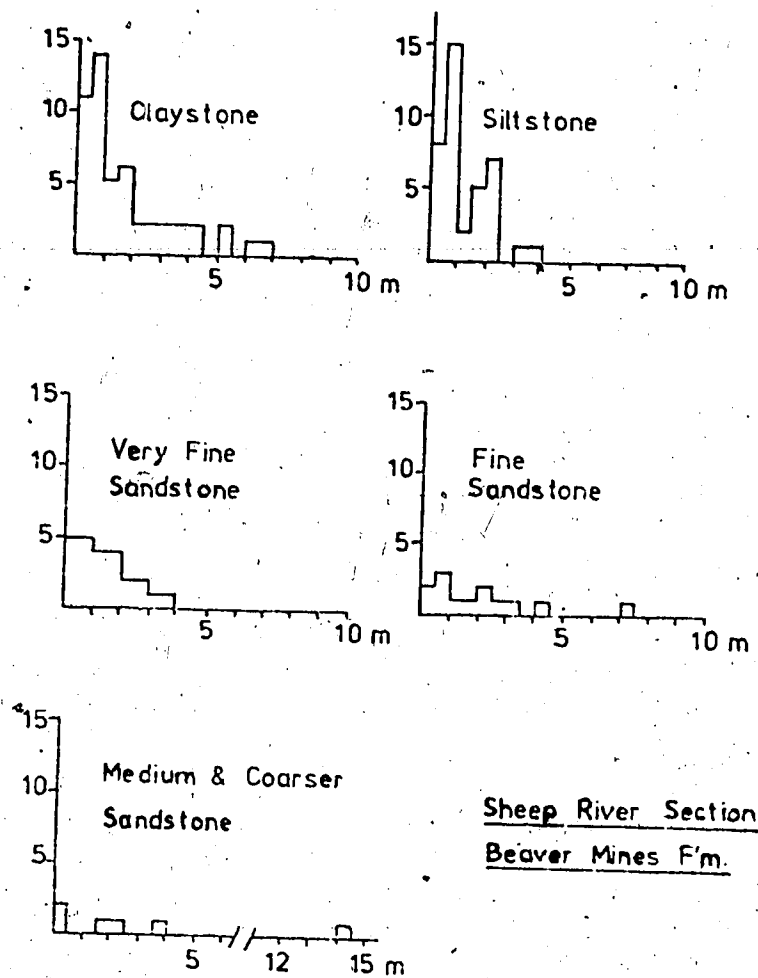 15
10
5
Claystone
5
10 m
15
10
5
Siltstone
5
10 m
15
10
5
Very Fine
Sandstone
5
10 m
15
10
5
Fine
Sandstone
5
10 m
15
10
5
Medium & Coarser
Sandstone
5
12
15 m
Sheep River Section
Beaver Mines F'm.